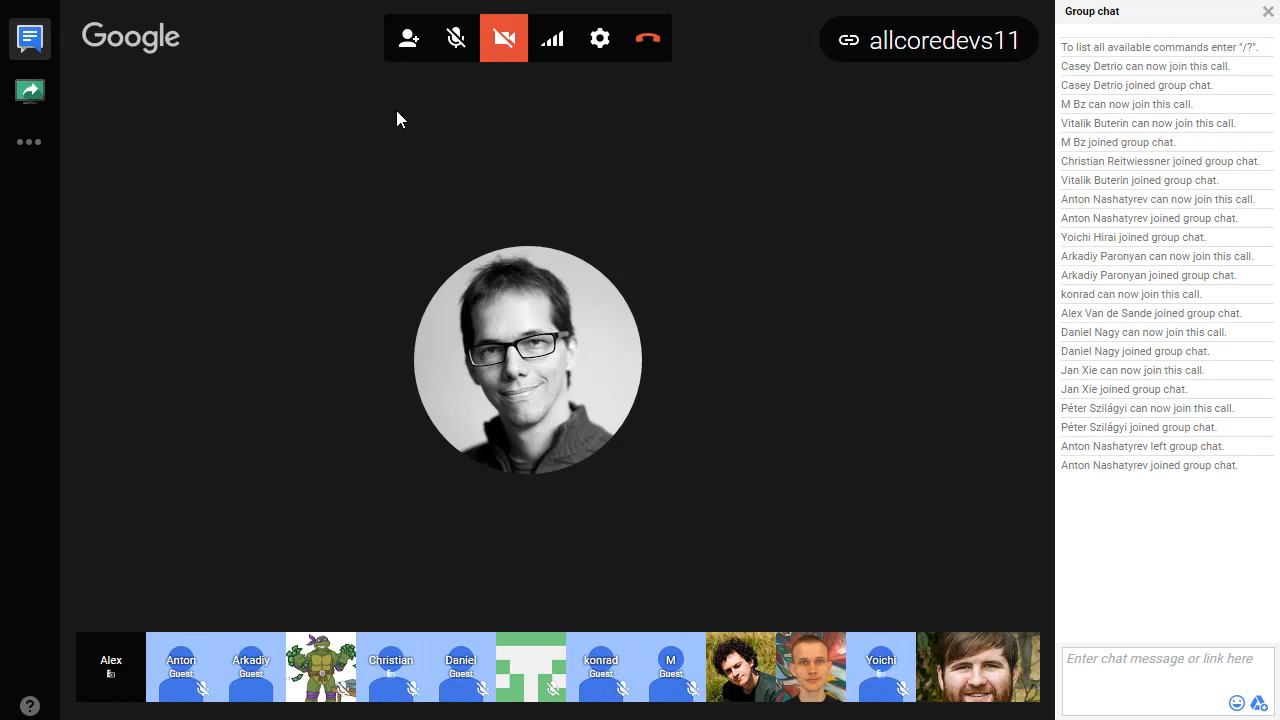 Google
allcoredevs11
Group chat
To list all available commands enter "/?".
Casey Detrio can now join this call.
Casey Detrio joined group chat.
M Bz can now join this call.
Vitalik Buterin can now join this call.
M Bz joined group chat.
Christian Reitwiessner joined group chat.
Vitalik Buterin joined group chat.
Anton Nashatyrev can now join this call.
Anton Nashatyrev joined group chat.
Yoichi Hirai joined group chat.
Arkadiy Paronyan can now join this call.
Arkadiy Paronyan joined group chat.
konrad can now join this call.
Alex Van de Sande joined group chat.
Daniel Nagy can now join this call.
Daniel Nagy joined group chat.
Jan Xie can now join this call.
Jan Xie joined group chat.
Péter Szilágyi can now join this call.
Péter Szilágyi joined group chat.
Anton Nashatyrev left group chat.
Anton Nashatyrev joined group chat.
Enter chat message or link here
Alex
Anton
Guest
Arkadiy
Guest
Christian
Guest
Daniel
Guest
konrad
Guest
M
Guest
Yoichi
Guest
?